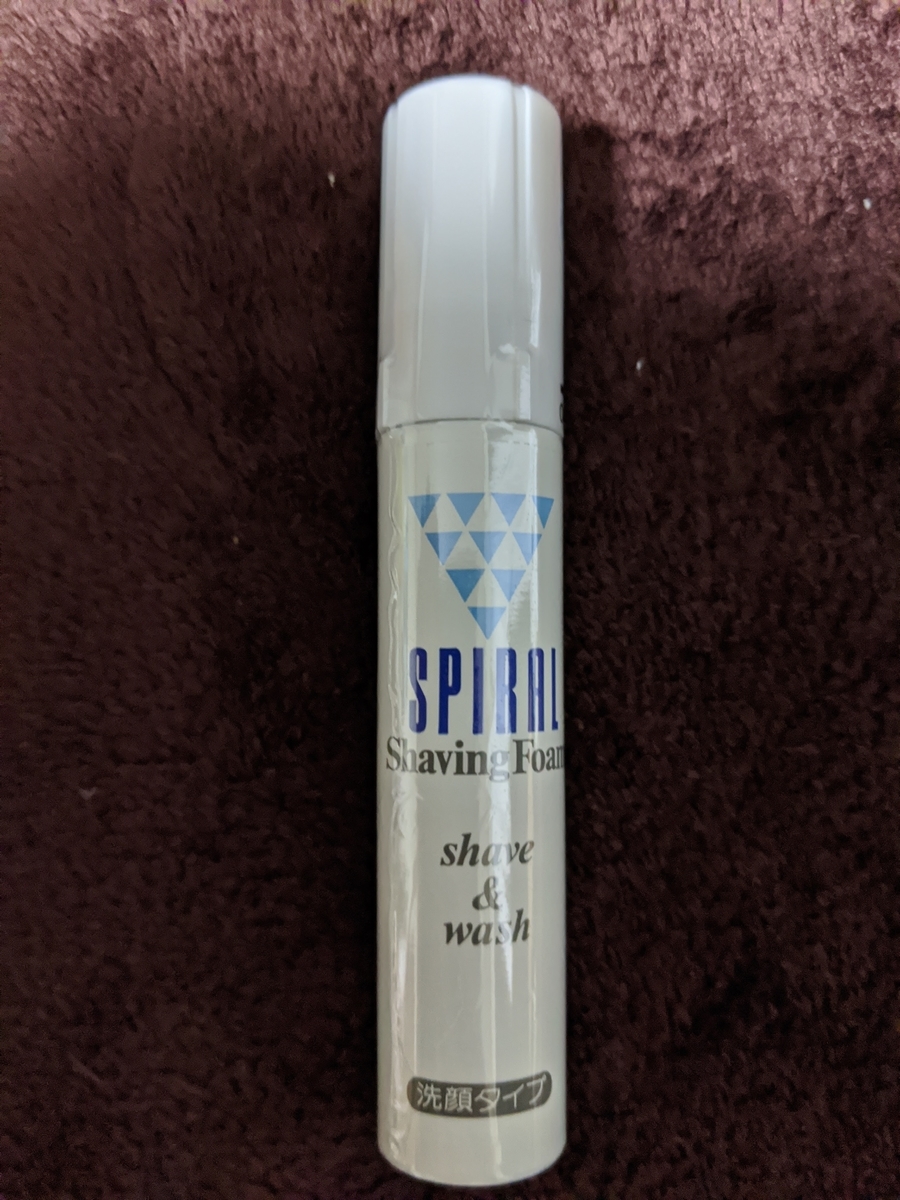 SPIRAL
Shaving Foam
shave
&
wash
洗顔タイプ